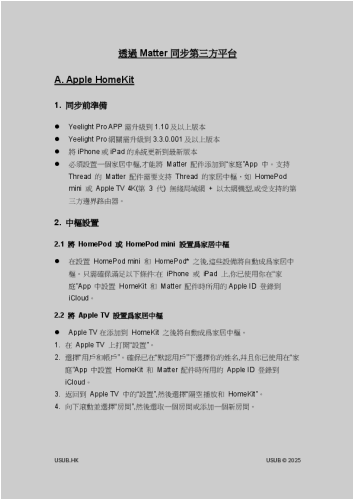 透過 Matter 同步第三方平台
A. Apple HomeKit
1. 同步前準備
● Yeelight Pro APP 需升級到 1.10 及以上版本
● Yeelight Pro 網關需升級到 3.3.0.001 及以上版本
● 將 iPhone 或 iPad 的系統更新到最新版本
● 必須設置一個家居中樞,才能將 Matter 配件添加到“家庭”App 中。支持
Thread 的 Matter 配件需要支持 Thread 的家居中樞，如 HomePod
mini 或 Apple TV 4K(第 3 代) 無線局域網 + 以太網機型,或受支持的第
三方邊界路由器。
2. 中樞設置
2.1 將 HomePod 或 HomePod mini 設置爲家居中樞
● 在設置 HomePod mini 和 HomePod* 之後,這些設備將自動成爲家居中
樞。只需確保滿足以下條件:在 iPhone 或 iPad 上,你已使用你在“家
庭”App 中設置 HomeKit 和 Matter 配件時所用的 Apple ID 登錄到
iCloud。
2.2 將 Apple TV 設置爲家居中樞
● Apple TV 在添加到 HomeKit 之後將自動成爲家居中樞。
1. 在 Apple TV 上打開“設置”。
2. 選擇“用戶和帳戶”。確保已在“默認用戶”下選擇你的姓名,并且你已使用在“家
庭”App 中設置 HomeKit 和 Matter 配件時所用的 Apple ID 登錄到
iCloud。
3. 返回到 Apple TV 中的“設置”,然後選擇“隔空播放和 HomeKit”。
4. 向下滾動並選擇“房間”,然後選取一個房間或添加一個新房間。
USUB.HK USUB © 2025